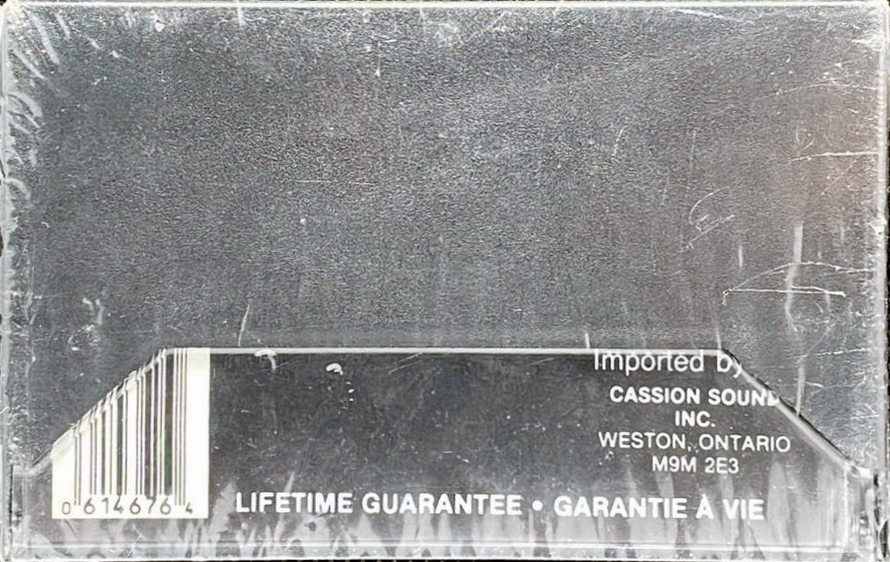 Imported by
CASSION SOUND
INC.
WESTON, ONTARIO
M9M 2E3
0 614676 4
LIFETIME GUARANTEE • GARANTIE À VIE